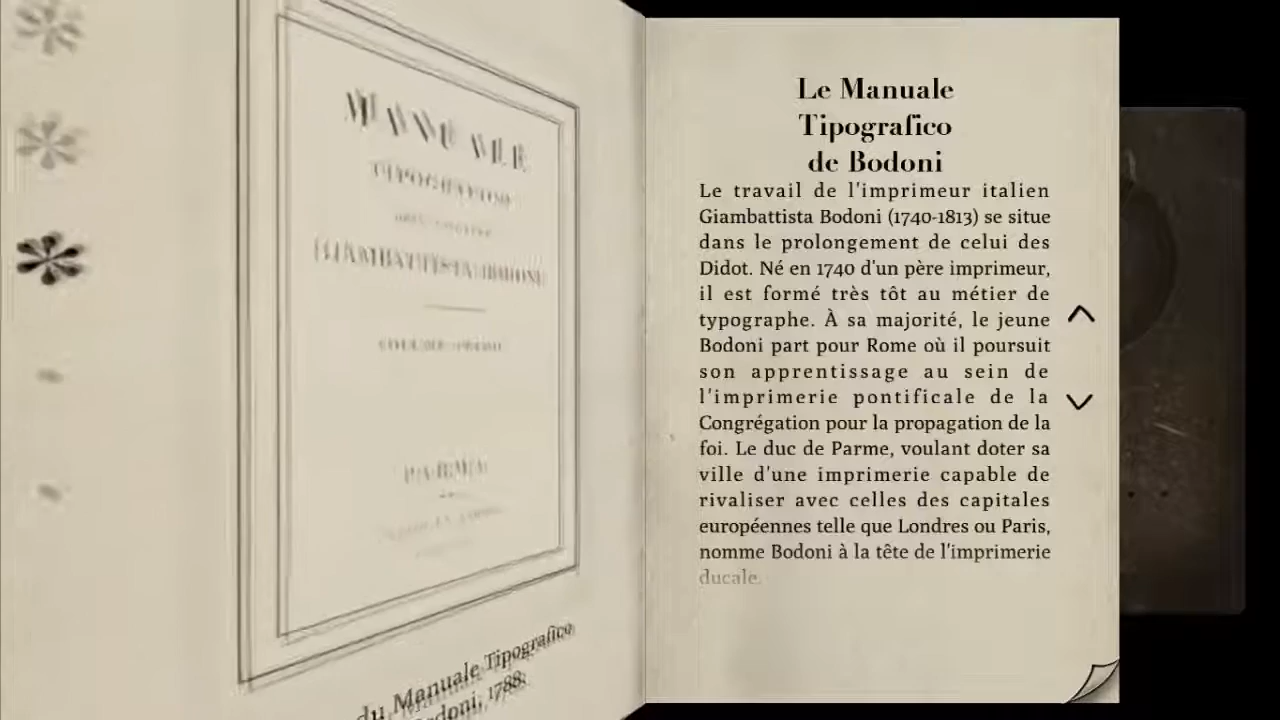 TIPOGRAFICO
GIAMBATTISTA BODONI
PARMA
du Manuale Tipografico
Bodoni, 1788.
Le Manuale
Tipografico
de Bodoni
Le travail de l'imprimeur italien
Giambattista Bodoni (1740-1813) se situe
dans le prolongement de celui des
Didot. Né en 1740 d'un père imprimeur,
il est formé très tôt au métier de
typographe. À sa majorité, le jeune
Bodoni part pour Rome où il poursuit
son apprentissage au sein de
l'imprimerie pontificale de la
Congrégation pour la propagation de la
foi. Le duc de Parme, voulant doter sa
ville d'une imprimerie capable de
rivaliser avec celles des capitales
européennes telle que Londres ou Paris,
nomme Bodoni à la tête de l'imprimerie
ducale.